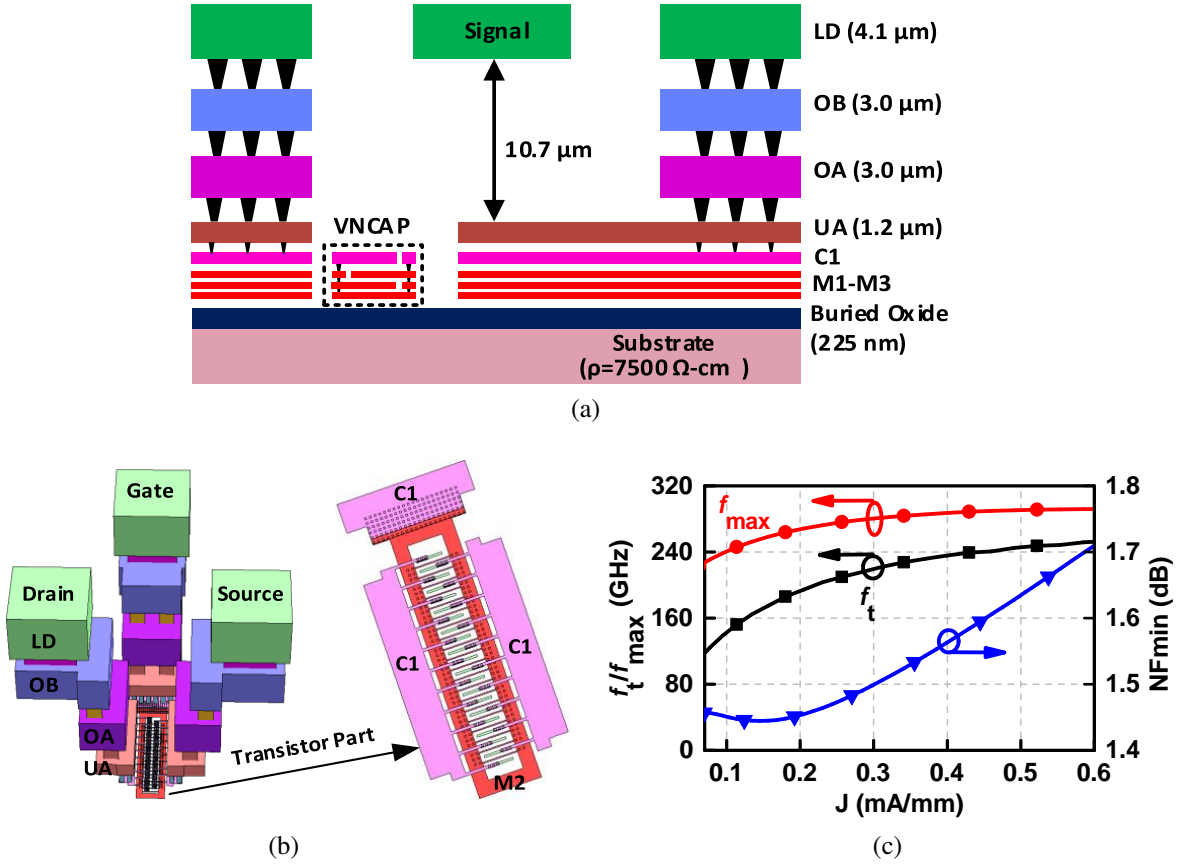 Signal
LD (4.1 µm)
OB (3.0 µm)
10.7 µm
OA (3.0 µm)
VNCAP
UA (1.2 µm)
C1
M1-M3
Buried Oxide
(225 nm)
Substrate
(ρ=7500 Ω-cm )
(a)
Gate
Drain
Source
LD
OB
OA
UA
Transistor Part
C1
C1
C1
M2
(b)
320
240
160
80
0
ft/fmax (GHz)
fmax
ft
1.8
1.7
1.6
1.5
1.4
NFmin (dB)
0.1 0.2 0.3 0.4 0.5 0.6
J (mA/mm)
(c)